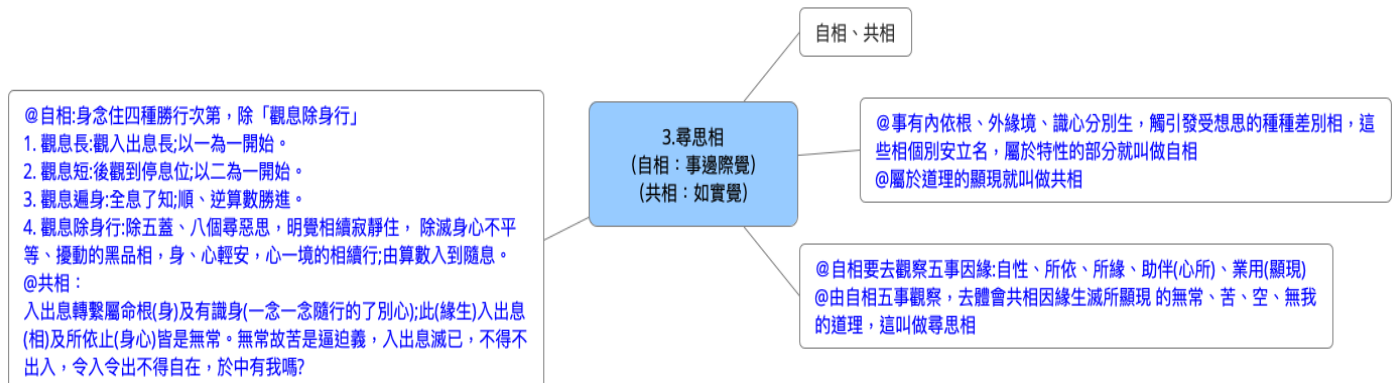 自相、共相
3.尋思相
(自相：事邊際覺)
(共相：如實覺)
@事有內依根、外緣境、識心分別生，觸引發受想思的種種差別相，這
些相個別安立名，屬於特性的部分就叫做自相
@屬於道理的顯現就叫做共相
@自相要去觀察五事因緣:自性、所依、所緣、助伴(心所)、業用(顯現)
@由自相五事觀察，去體會共相因緣生滅所顯現 的無常、苦、空、無我
的道理，這叫做尋思相
@自相:身念住四種勝行次第，除「觀息除身行」
1. 觀息長:觀入出息長;以一為一開始。
2. 觀息短:後觀到停息位;以二為一開始。
3. 觀息遍身:全息了知;順、逆算數勝進。
4. 觀息除身行:除五蓋、八個尋惡思，明覺相續寂靜住， 除滅身心不平
等、擾動的黑品相，身、心輕安，心一境的相續行;由算數入到隨息。
@共相：
入出息轉繫屬命根(身)及有識身(一念一念隨行的了別心);此(緣生)入出息
(相)及所依止(身心)皆是無常。無常故苦是逼迫義，入出息滅已，不得不
出入，令入令出不得自在，於中有我嗎?